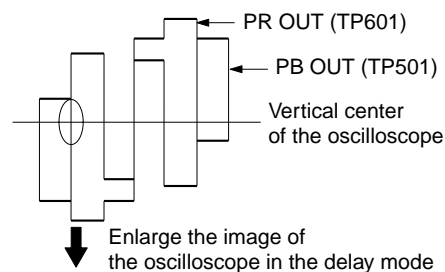 PR OUT (TP601)
PB OUT (TP501)
Vertical center
of the oscilloscope
Enlarge the image of
the oscilloscope in the delay mode